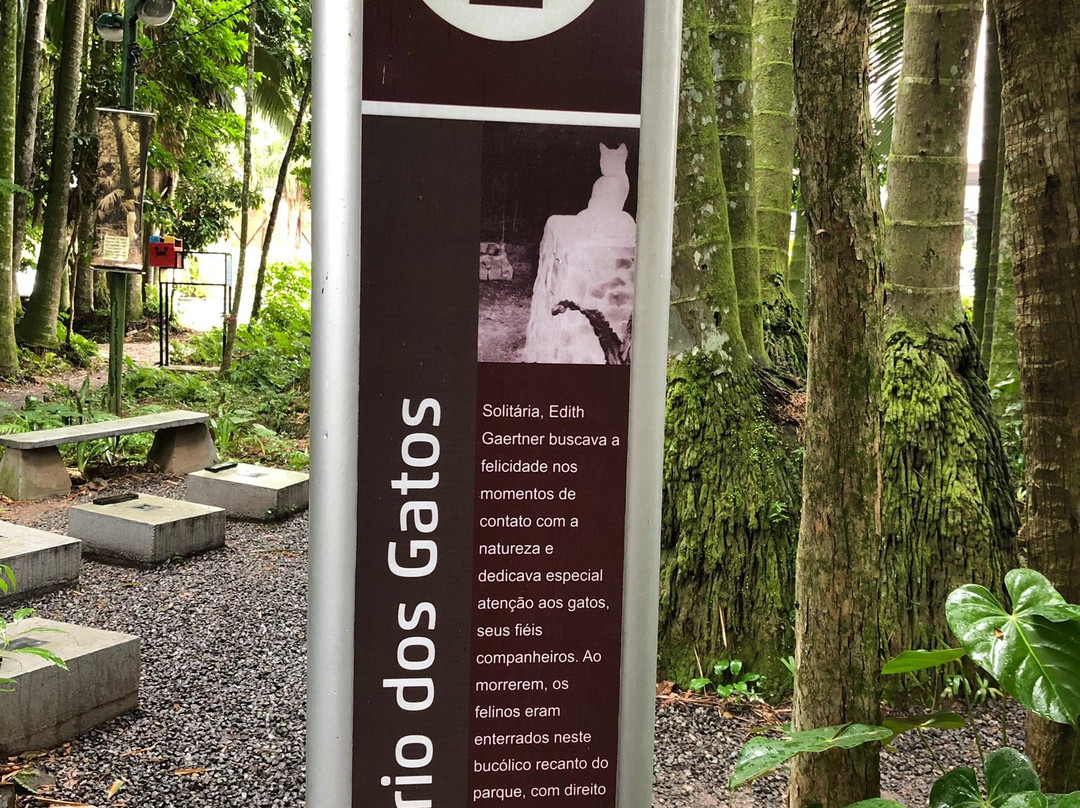 rio dos Gatos
Solitária, Edith
Gaertner buscava a
felicidade nos
momentos de
contato com a
natureza e
dedicava especial
atenção aos gatos,
seus fiéis
companheiros. Ao
morrerem, os
felinos eram
enterrados neste
bucólico recanto do
parque, com direito